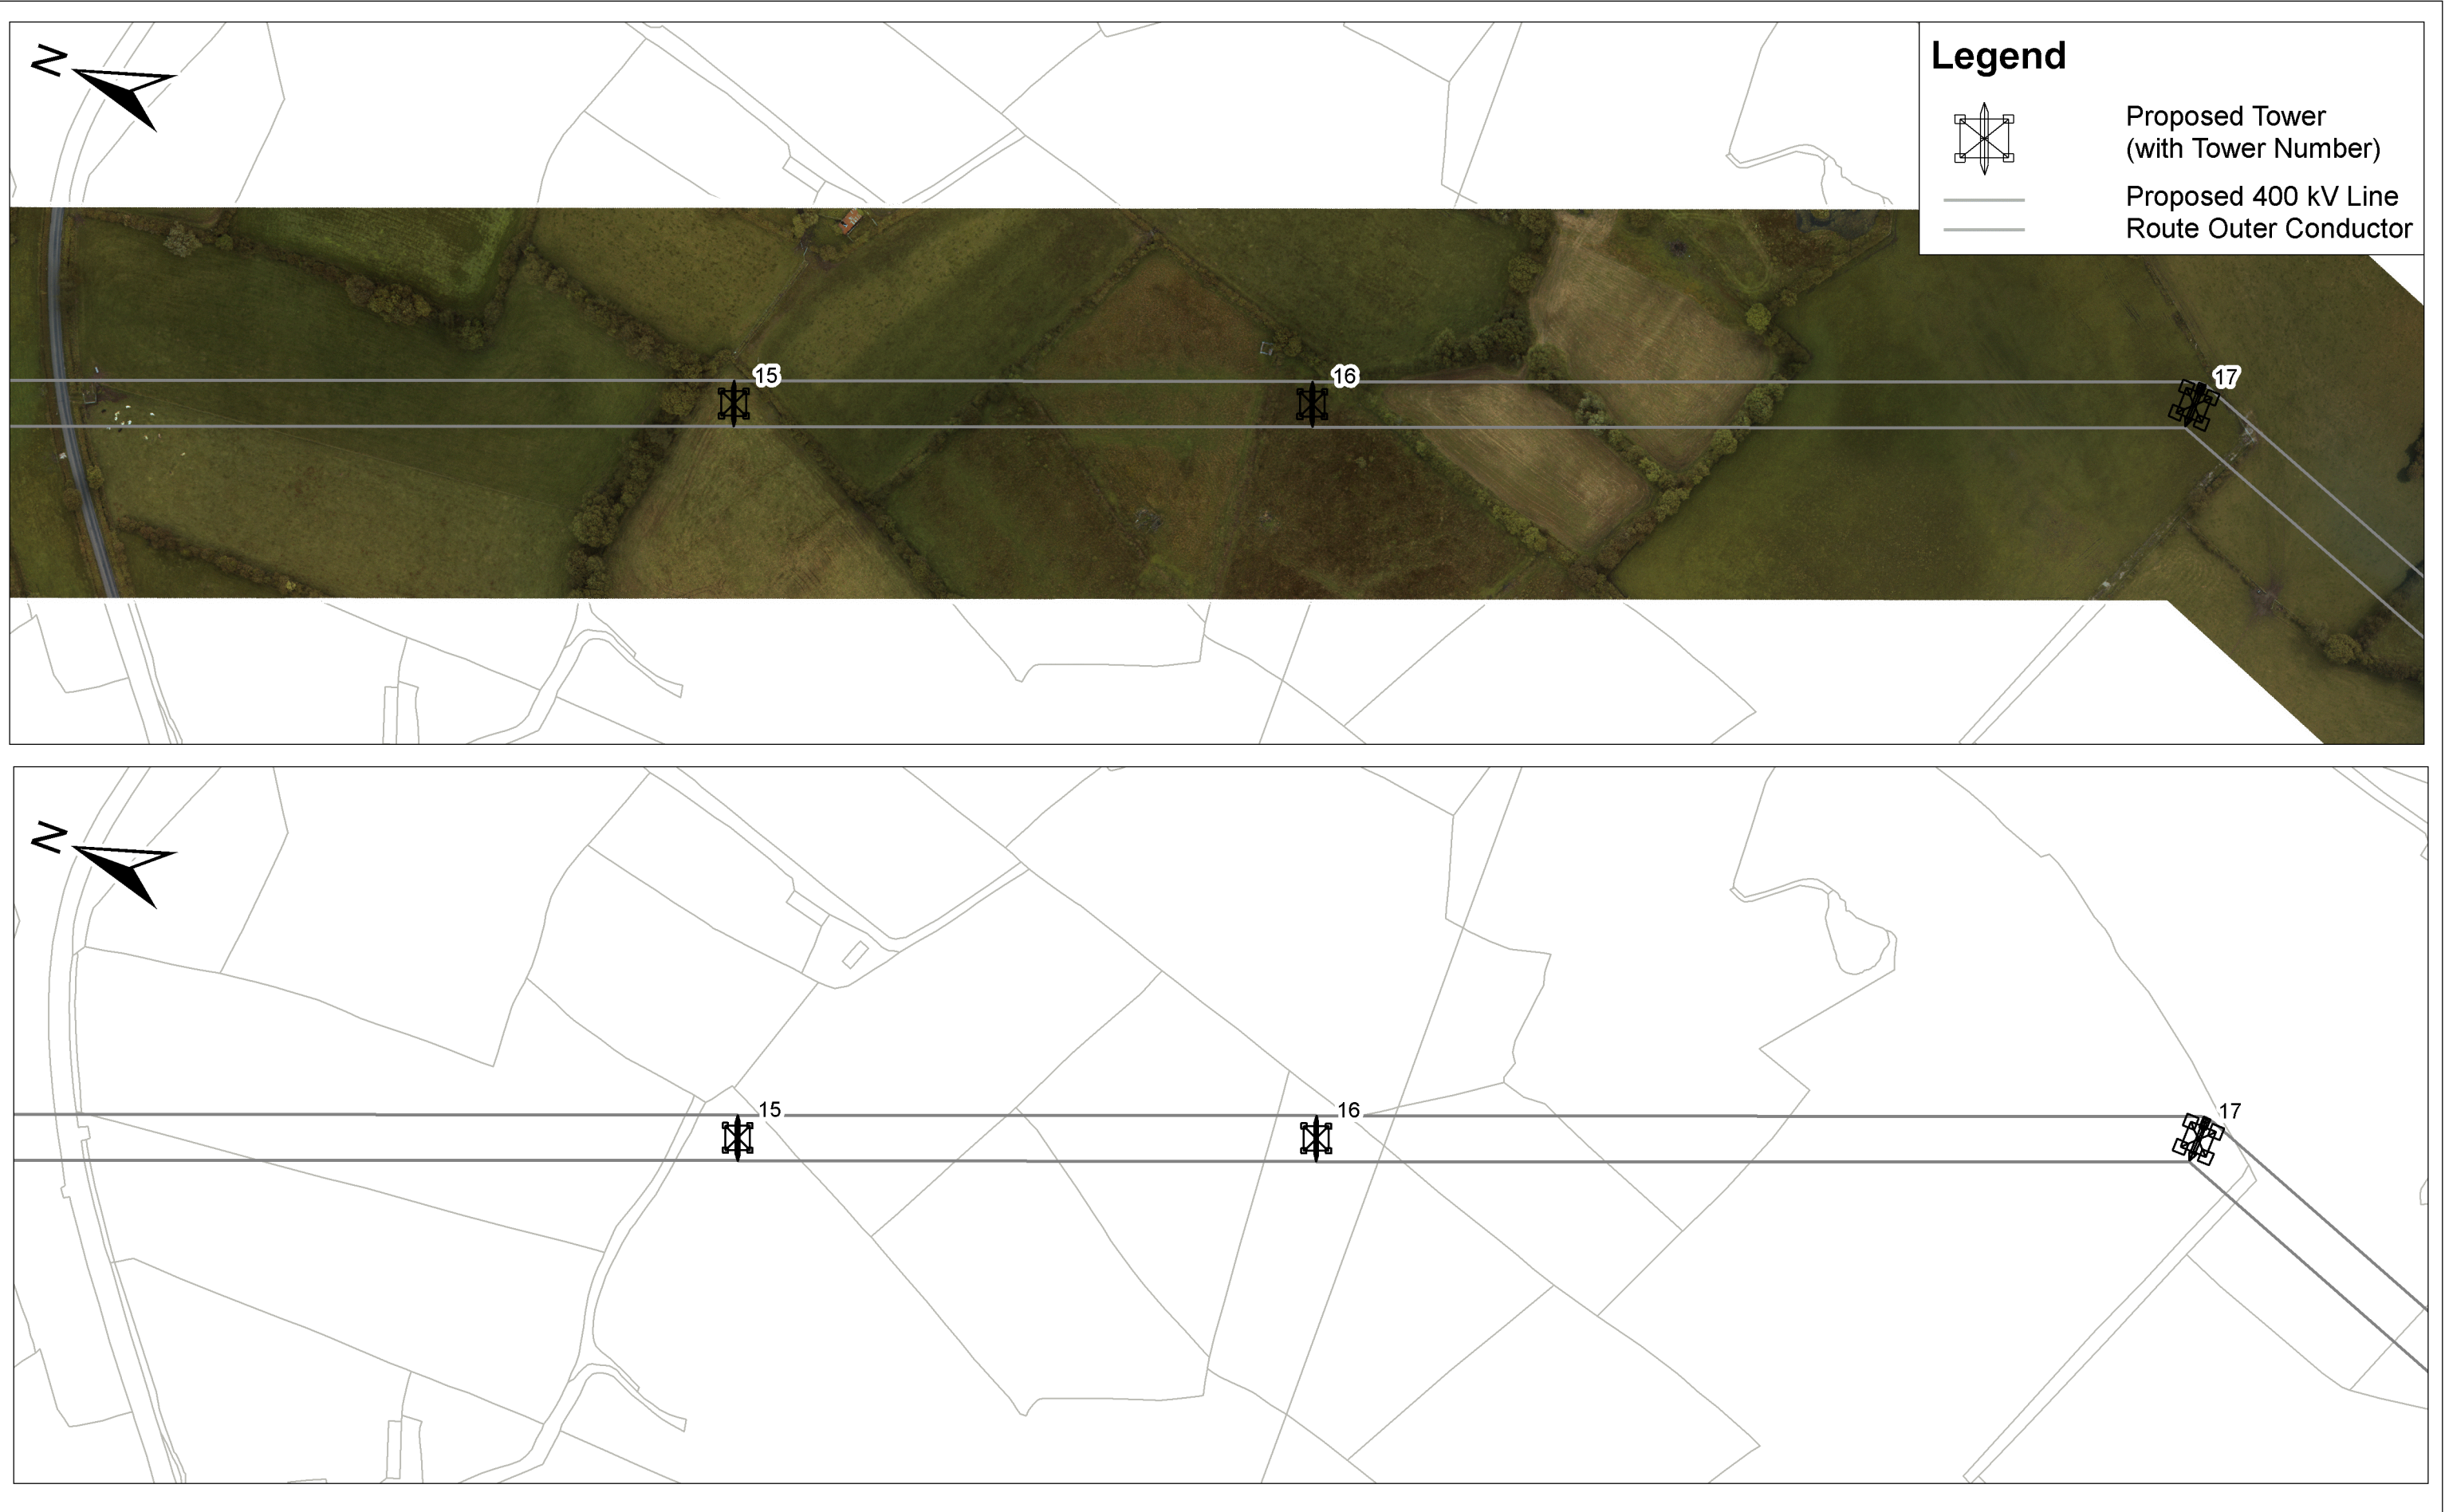 N
Legend
Proposed Tower
(with Tower Number)
Proposed 400 kV Line
Route Outer Conductor
15
16
17
N
15
16
17